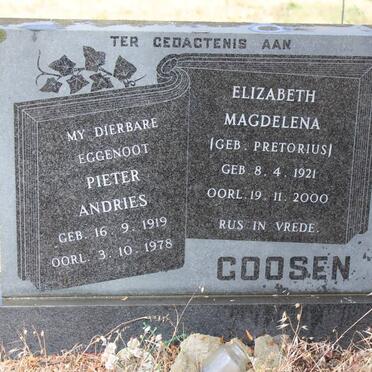 TER GEDACTENIS AAN
MY DIERBARE
EGGENOOT
PIETER
ANDRIES
GEB. 16. 9. 1919
OORL. 3. 10. 1978
ELIZABETH
MAGDELENA
(GEB. PRETORIUS)
GEB. 8. 4. 1921
OORL. 19. 11. 2000
RUS IN VREDE.
GOOSEN